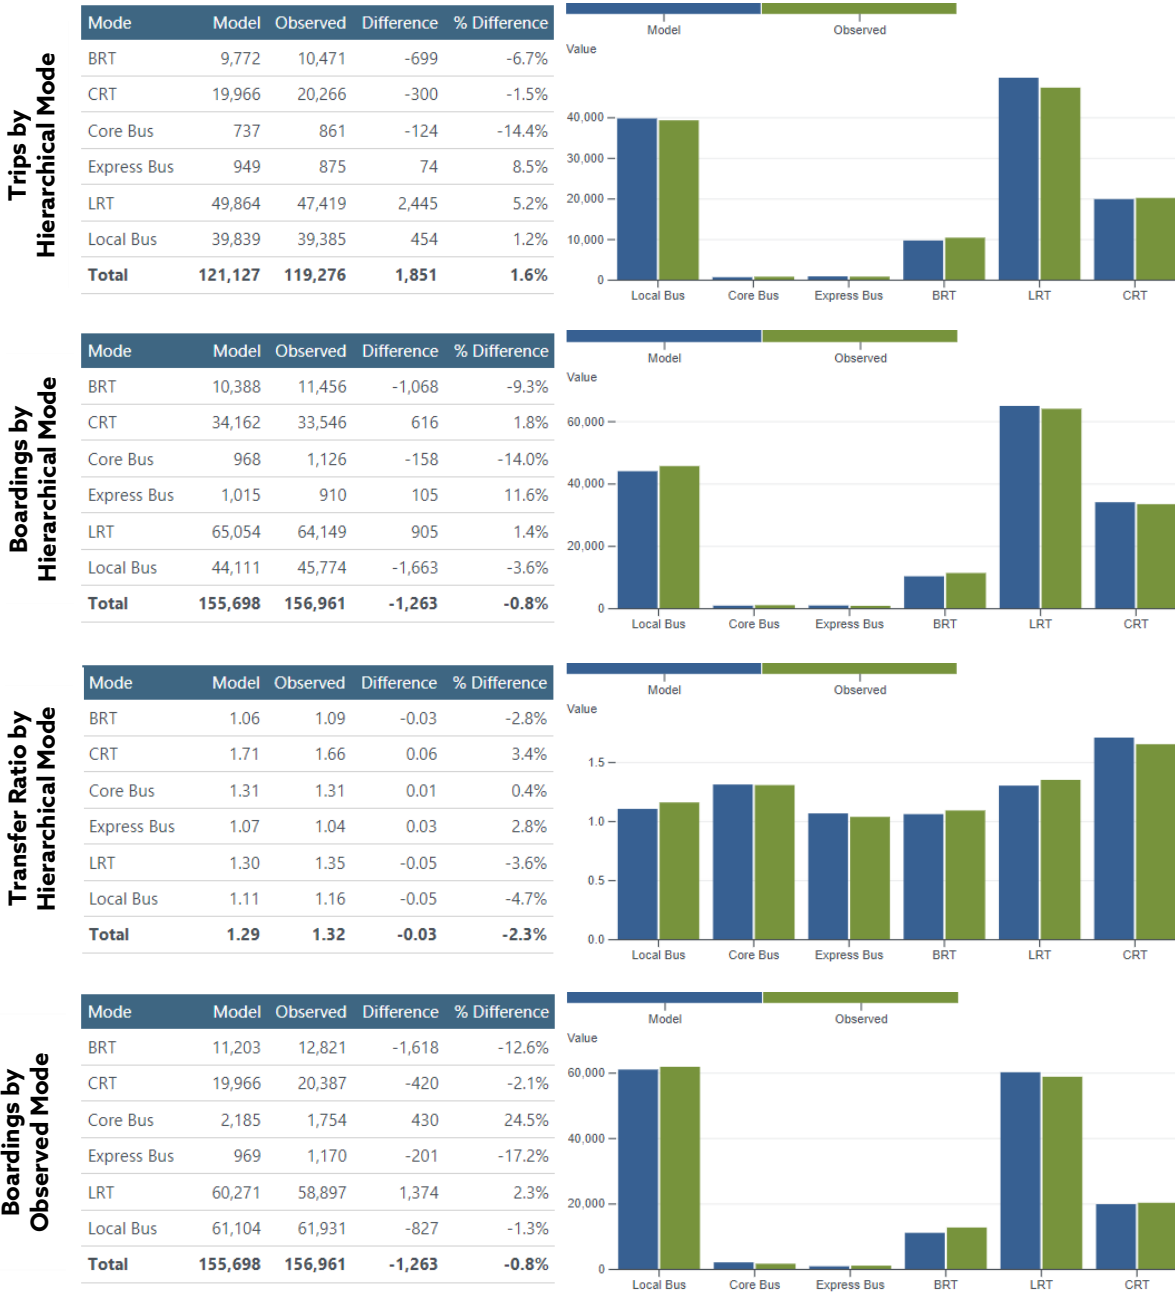 Trips by
Hierarchical Mode
Mode Model Observed Difference % Difference
BRT 9,772 10,471 -699 -6.7%
CRT 19,966 20,266 -300 -1.5%
Core Bus 737 861 -124 -14.4%
Express Bus 949 875 74 8.5%
LRT 49,864 47,419 2,445 5.2%
Local Bus 39,839 39,385 454 1.2%
Total 121,127 119,276 1,851 1.6%
Model Observed
Value
40,000
30,000
20,000
10,000
0
Local Bus Core Bus Express Bus BRT LRT CRT
Boardings by
Hierarchical Mode
Mode Model Observed Difference % Difference
BRT 10,388 11,456 -1,068 -9.3%
CRT 34,162 33,546 616 1.8%
Core Bus 968 1,126 -158 -14.0%
Express Bus 1,015 910 105 11.6%
LRT 65,054 64,149 905 1.4%
Local Bus 44,111 45,774 -1,663 -3.6%
Total 155,698 156,961 -1,263 -0.8%
Model Observed
Value
60,000
40,000
20,000
0
Local Bus Core Bus Express Bus BRT LRT CRT
Transfer Ratio by
Hierarchical Mode
Mode Model Observed Difference % Difference
BRT 1.06 1.09 -0.03 -2.8%
CRT 1.71 1.66 0.06 3.4%
Core Bus 1.31 1.31 0.01 0.4%
Express Bus 1.07 1.04 0.03 2.8%
LRT 1.30 1.35 -0.05 -3.6%
Local Bus 1.11 1.16 -0.05 -4.7%
Total 1.29 1.32 -0.03 -2.3%
Model Observed
Value
1.5
1.0
0.5
0.0
Local Bus Core Bus Express Bus BRT LRT CRT
Boardings by
Observed Mode
Mode Model Observed Difference % Difference
BRT 11,203 12,821 -1,618 -12.6%
CRT 19,966 20,387 -420 -2.1%
Core Bus 2,185 1,754 430 24.5%
Express Bus 969 1,170 -201 -17.2%
LRT 60,271 58,897 1,374 2.3%
Local Bus 61,104 61,931 -827 -1.3%
Total 155,698 156,961 -1,263 -0.8%
Model Observed
Value
60,000
40,000
20,000
0
Local Bus Core Bus Express Bus BRT LRT CRT